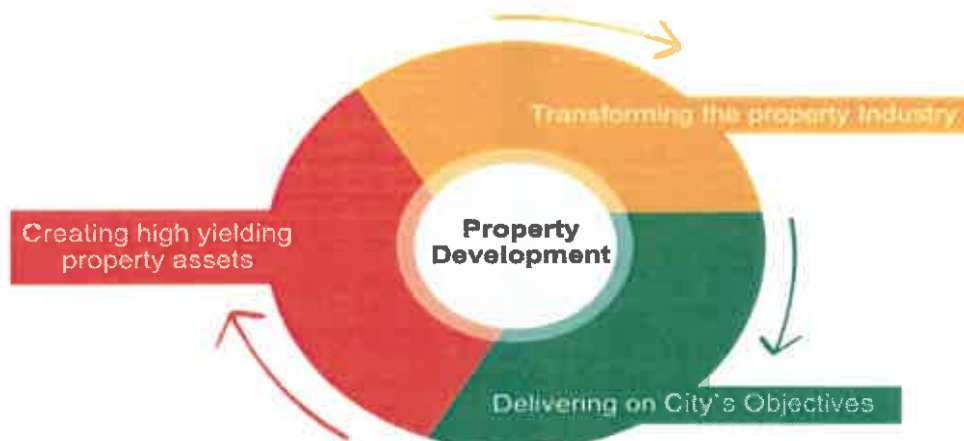 Transforming the property Industry
Property
Development
Creating high yielding
property assets
Delivering on City`s Objectives